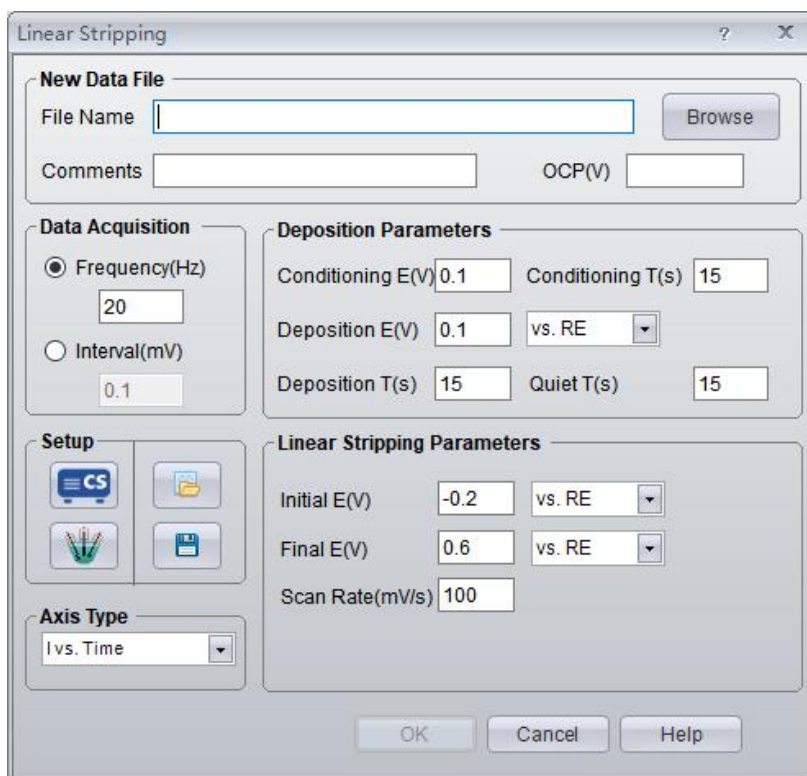 Linear Stripping ? X
New Data File
File Name Browse
Comments OCP(V)
Data Acquisition
Frequency(Hz)
20
Interval(mV)
0.1
Deposition Parameters
Conditioning E(V) 0.1 Conditioning T(s) 15
Deposition E(V) 0.1 vs. RE
Deposition T(s) 15 Quiet T(s) 15
Setup
CS
Linear Stripping Parameters
Initial E(V) -0.2 vs. RE
Final E(V) 0.6 vs. RE
Scan Rate(mV/s) 100
Axis Type
I vs. Time
OK Cancel Help